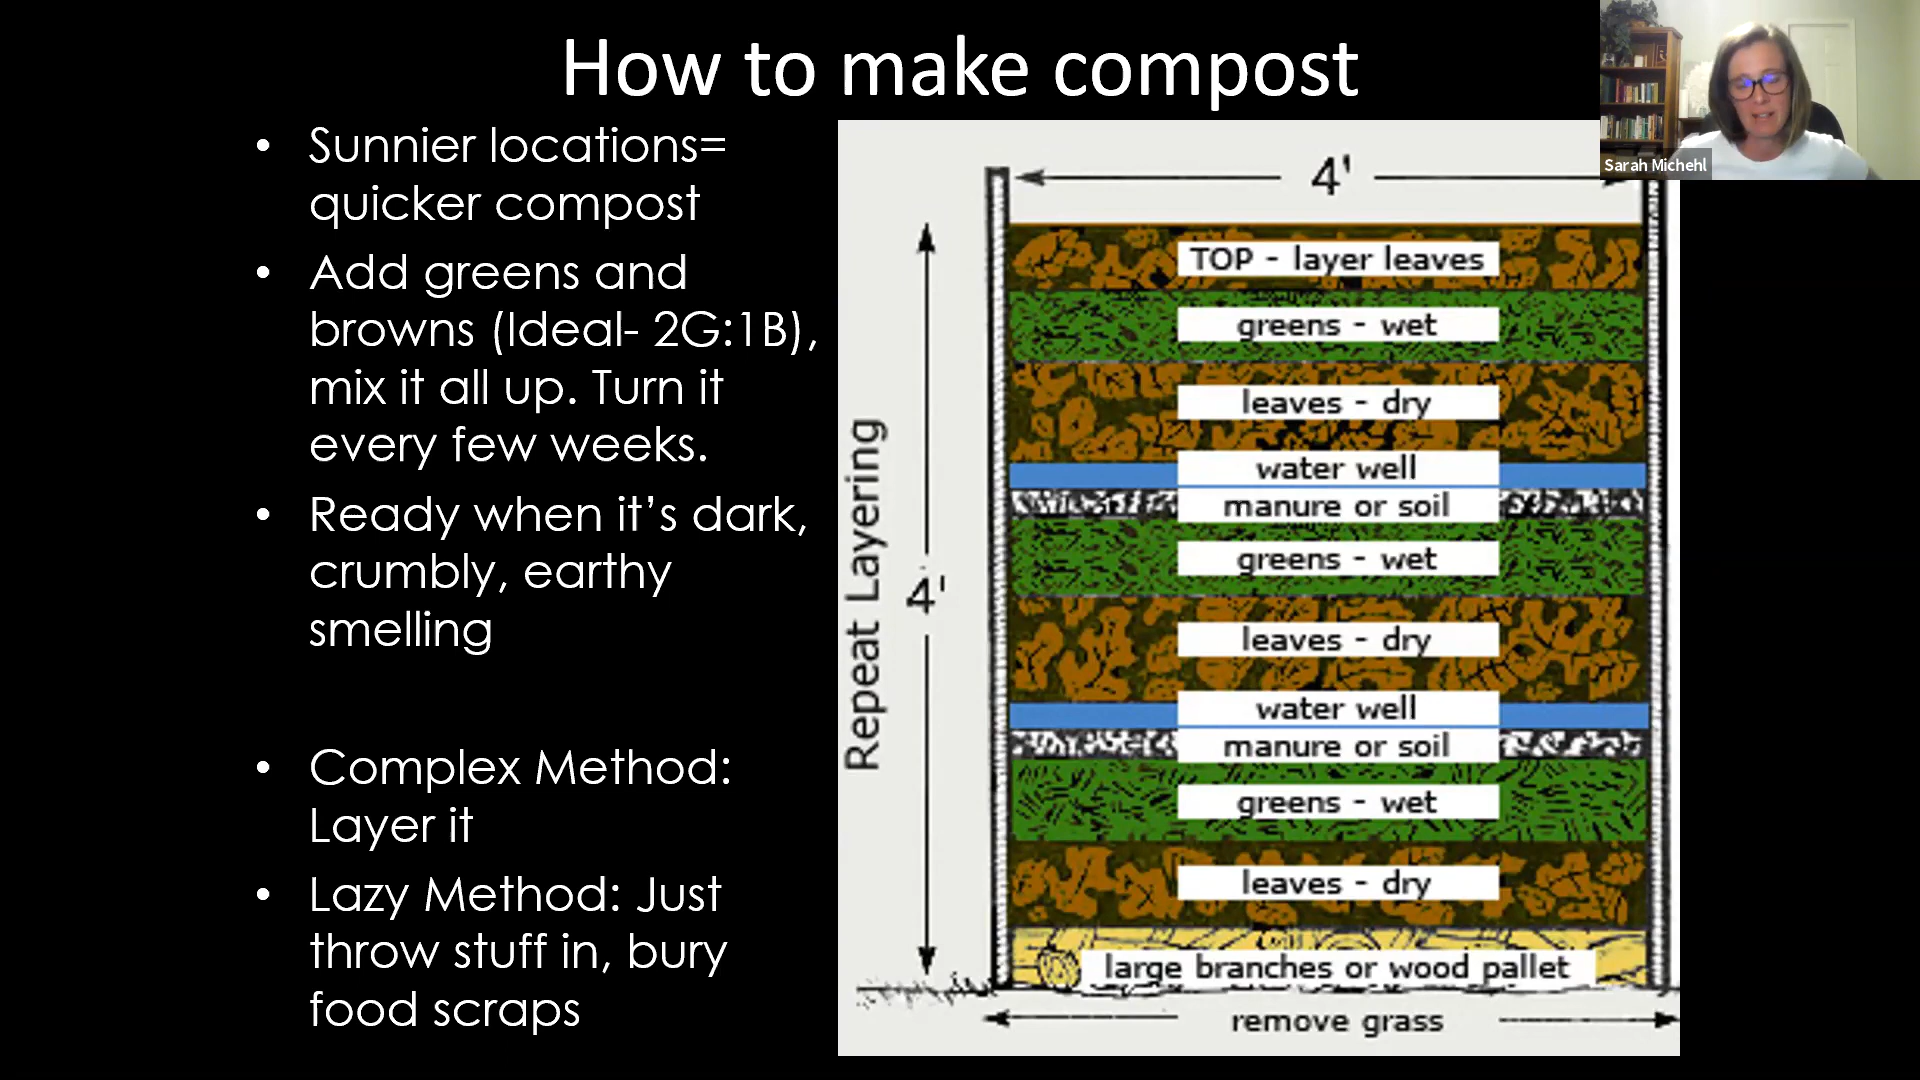 How to make compost
• Sunnier locations=
quicker compost
• Add greens and
browns (Ideal- 2G:1B),
mix it all up. Turn it
every few weeks.
• Ready when it’s dark,
crumbly, earthy
smelling
• Complex Method:
Layer it
• Lazy Method: Just
throw stuff in, bury
food scraps
4'
TOP - layer leaves
greens - wet
leaves - dry
water well
manure or soil
greens - wet
leaves - dry
water well
manure or soil
greens - wet
leaves - dry
large branches or wood pallet
remove grass
Repeat Layering
4'
Sarah Michehl